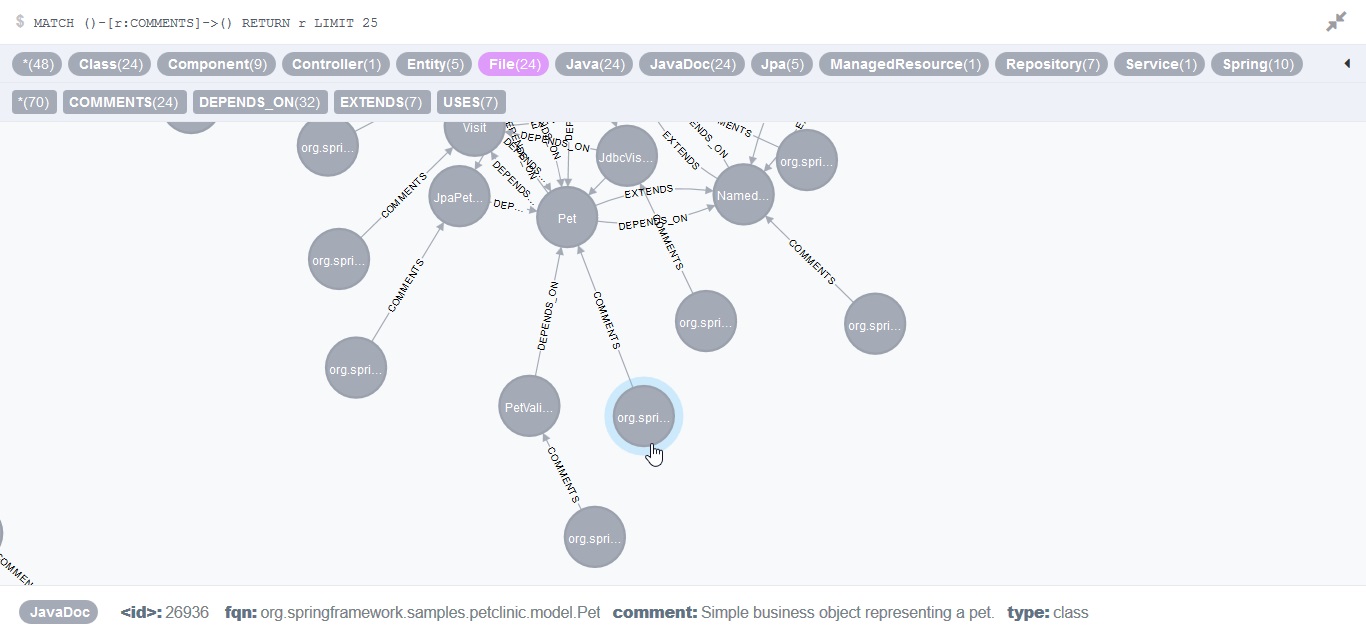 $ MATCH ()-[r:COMMENTS]->() RETURN r LIMIT 25
*(48) Class(24) Component(9) Controller(1) Entity(5) File(24) Java(24) JavaDoc(24) Jpa(5) ManagedResource(1) Repository(7) Service(1) Spring(10)
*(70) COMMENTS(24) DEPENDS_ON(32) EXTENDS(7) USES(7)
Visit
DEPENDS_ON
JdbcVis...
EXTENDS
org.spri...
org.spri...
DEPENDS...
COMMENTS
JpaPet...
DEP...
Pet
EXTENDS
DEPENDS_ON
Named...
COMMENTS
COMMENTS
org.spri...
COMMENTS
DEPENDS_ON
COMMENTS
org.spri...
org.spri...
org.spri...
PetVali...
org.spri...
COMMENTS
org.spri...
JavaDoc <id>: 26936 fqn: org.springframework.samples.petclinic.model.Pet comment: Simple business object representing a pet. type: class